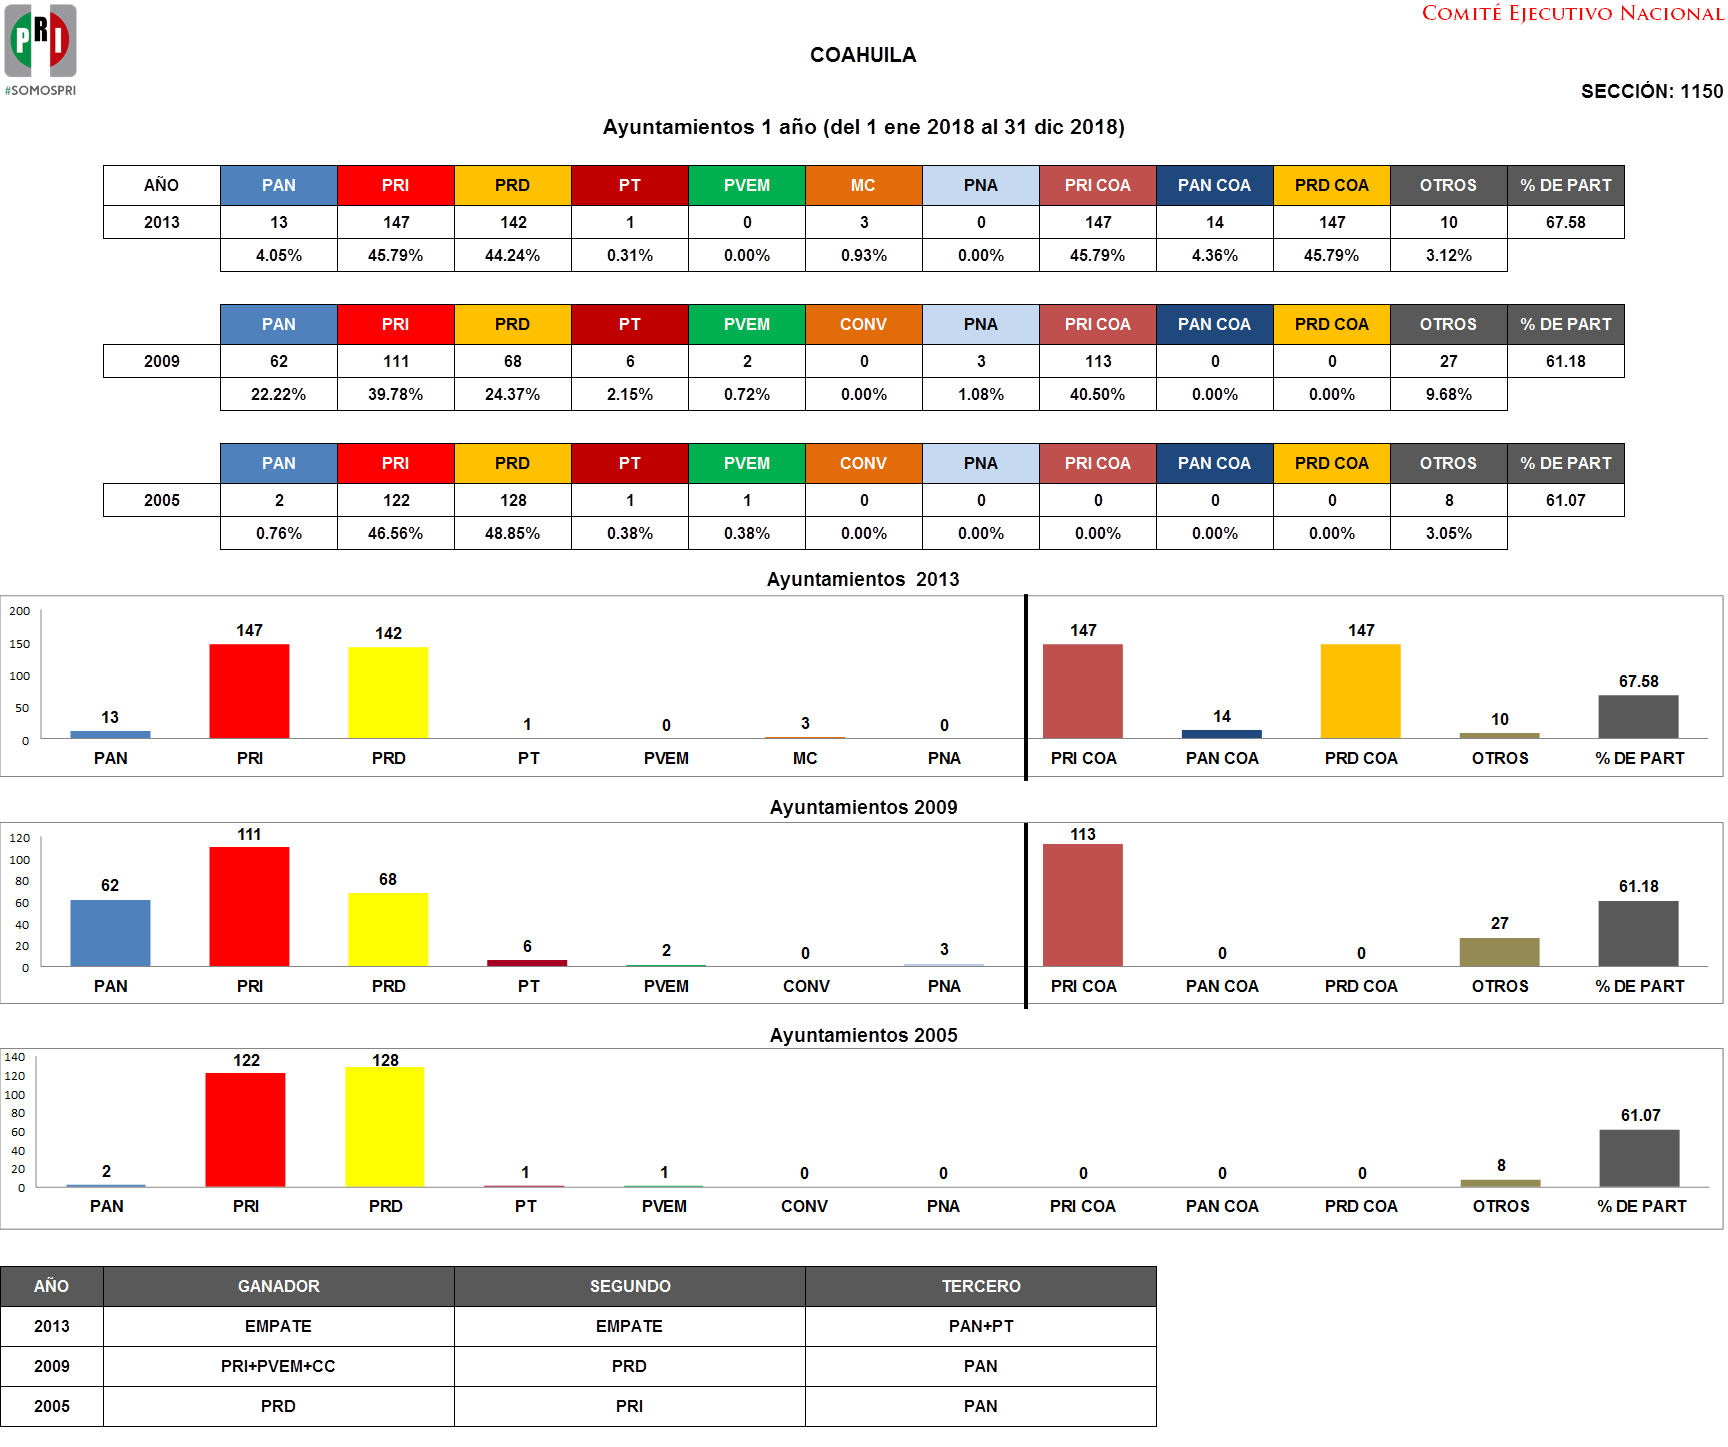 PRI
#SOMOSPRI
COMITÉ EJECUTIVO NACIONAL
COAHUILA
SECCIÓN: 1150
Ayuntamientos 1 año (del 1 ene 2018 al 31 dic 2018)
AÑO PAN PRI PRD PT PVEM MC PNA PRI COA PAN COA PRD COA OTROS % DE PART
2013 13 147 142 1 0 3 0 147 14 147 10 67.58
4.05% 45.79% 44.24% 0.31% 0.00% 0.93% 0.00% 45.79% 4.36% 45.79% 3.12%
PAN PRI PRD PT PVEM CONV PNA PRI COA PAN COA PRD COA OTROS % DE PART
2009 62 111 68 6 2 0 3 113 0 0 27 61.18
22.22% 39.78% 24.37% 2.15% 0.72% 0.00% 1.08% 40.50% 0.00% 0.00% 9.68%
PAN PRI PRD PT PVEM CONV PNA PRI COA PAN COA PRD COA OTROS % DE PART
2005 2 122 128 1 1 0 0 0 0 0 8 61.07
0.76% 46.56% 48.85% 0.38% 0.38% 0.00% 0.00% 0.00% 0.00% 0.00% 3.05%
Ayuntamientos 2013
200
150
100
50
0
13 147 142 1 0 3 0 147 14 147 10 67.58
PAN PRI PRD PT PVEM MC PNA PRI COA PAN COA PRD COA OTROS % DE PART
Ayuntamientos 2009
120
100
80
60
40
20
0
62 111 68 6 2 0 3 113 0 0 27 61.18
PAN PRI PRD PT PVEM CONV PNA PRI COA PAN COA PRD COA OTROS % DE PART
Ayuntamientos 2005
140
120
100
80
60
40
20
0
2 122 128 1 1 0 0 0 0 0 8 61.07
PAN PRI PRD PT PVEM CONV PNA PRI COA PAN COA PRD COA OTROS % DE PART
AÑO GANADOR SEGUNDO TERCERO
2013 EMPATE EMPATE PAN+PT
2009 PRI+PVEM+CC PRD PAN
2005 PRD PRI PAN